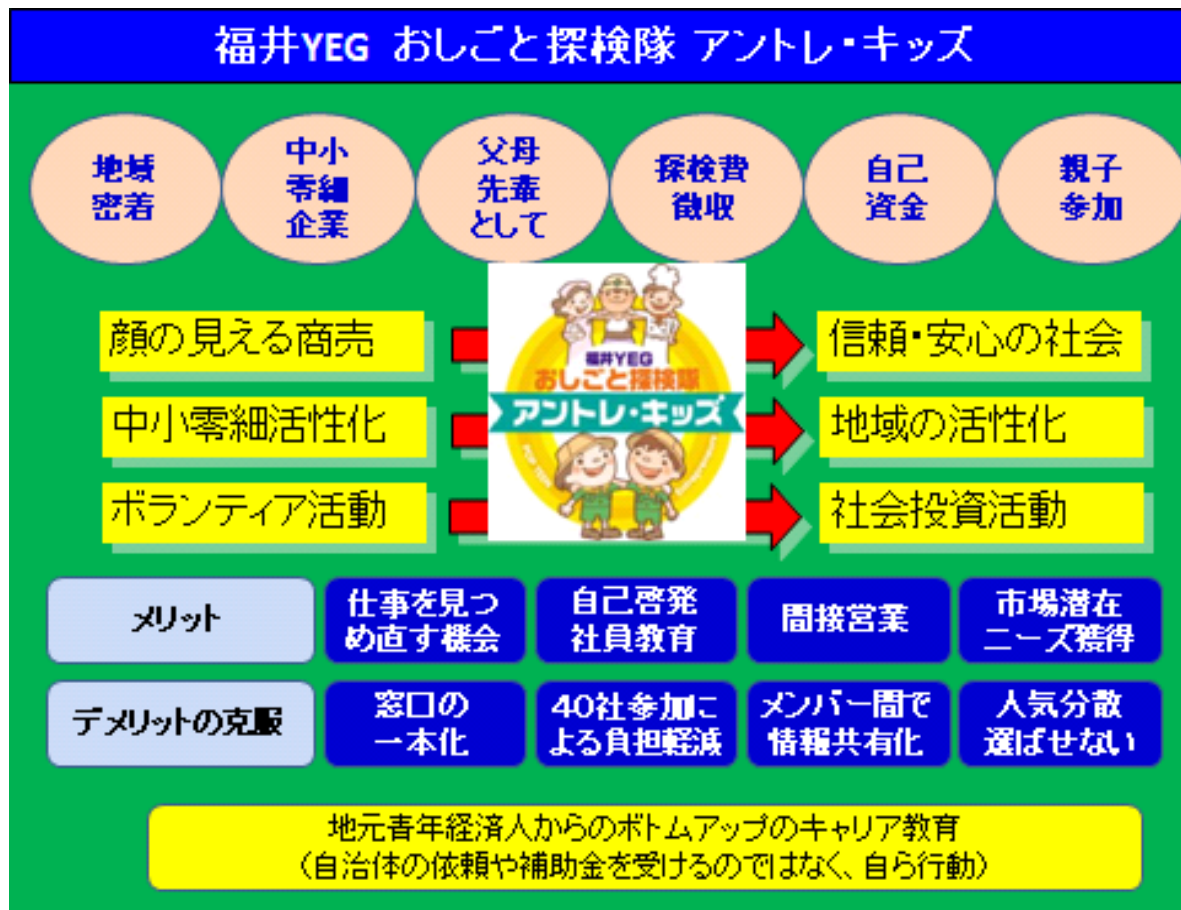 福井YEG おしごと探検隊 アントレ・キッズ
地域
密着
中小
零細
企業
父母
先輩
として
探検費
徴収
自己
資金
親子
参加
福井YEG
おしごと探検隊
アントレ・キッズ
顔の見える商売
信頼・安心の社会
中小零細活性化
地域の活性化
ボランティア活動
社会投資活動
メリット
仕事を見つ
め直す機会
自己啓発
社員教育
間接営業
市場潜在
ニーズ獲得
デメリットの克服
窓口の
一本化
40社参加に
よる負担軽減
メンバー間で
情報共有化
人気分散
選ばせない
地元青年経済人からのボトムアップのキャリア教育
（自治体の依頼や補助金を受けるのではなく、自ら行動）